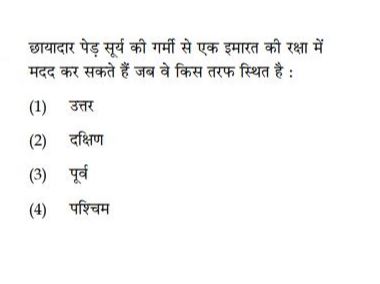 छायादार पेड़ सूर्य की गर्मी से एक इमारत की रक्षा में
मदद कर सकते हैं जब वे किस तरफ स्थित है :
(1) उत्तर
(2) दक्षिण
(3) पूर्व
(4) पश्चिम